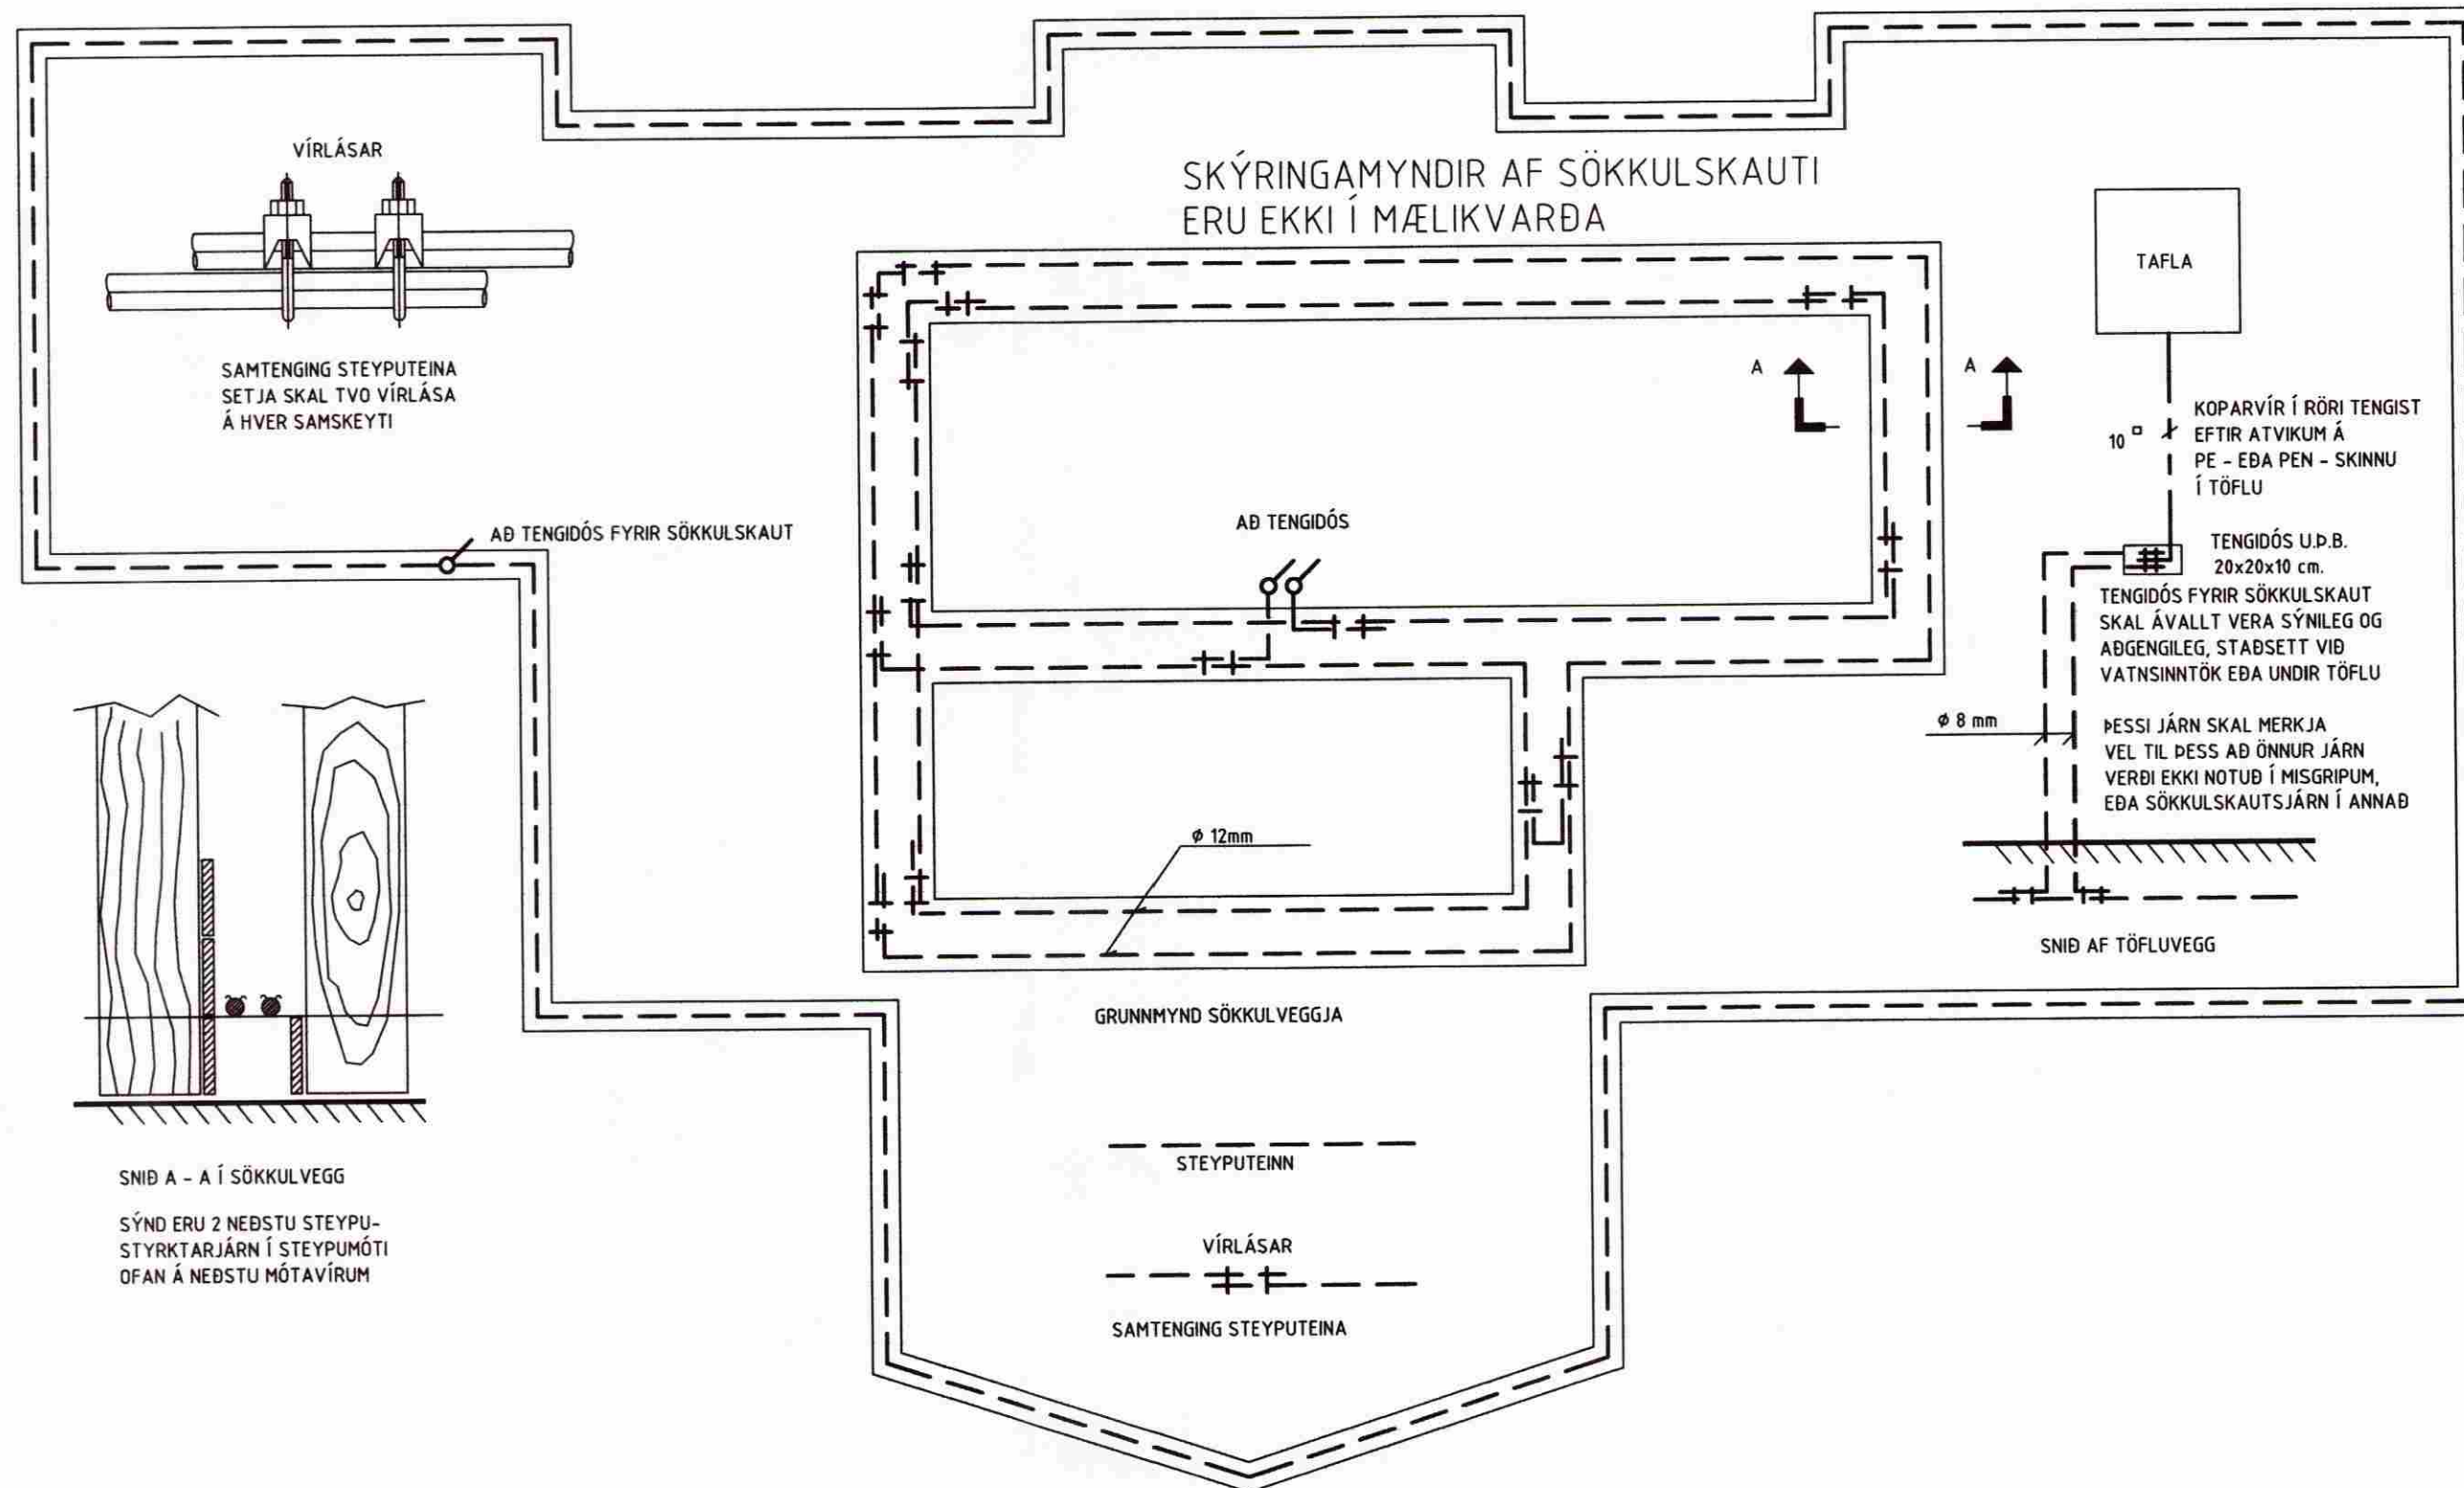 VÍRLÁSAR
SAMTENGING STEYPUTEINA
SETJA SKAL TVO VÍRLÁSA
Á HVER SAMSKEYTI
SKÝRINGAMYNDIR AF SÖKKULSKAUTI
ERU EKKI Í MÆLIKVARÐA
TAFLA
A
A
10 □
KOPARVÍR Í RÖRI TENGIST
EFTIR ATVIKUM Á
PE - EÐA PEN - SKINNU
Í TÖFLU
AÐ TENGIDÓS FYRIR SÖKKULSKAUT
AÐ TENGIDÓS
TENGIDÓS U.Þ.B.
20x20x10 cm.
TENGIDÓS FYRIR SÖKKULSKAUT
SKAL ÁVALLT VERA SÝNILEG OG
AÐGENGILEG, STAÐSETT VIÐ
VATNSINNTÖK EÐA UNDIR TÖFLU
ϕ 8 mm
ÞESSI JÁRN SKAL MERKJA
VEL TIL ÞESS AÐ ÖNNUR JÁRN
VERÐI EKKI NOTUÐ Í MISGRIPUM,
EÐA SÖKKULSKAUTSJÁRN Í ANNAÐ
ϕ 12mm
SNIÐ AF TÖFLUVEGG
GRUNNMYND SÖKKULVEGGJA
STEYPUTEINN
VÍRLÁSAR
SAMTENGING STEYPUTEINA
SNIÐ A - A Í SÖKKULVEGG
SÝND ERU 2 NEÐSTU STEYPU-
STYRKTARJÁRN Í STEYPUMÓTI
OFAN Á NEÐSTU MÓTAVÍRUM